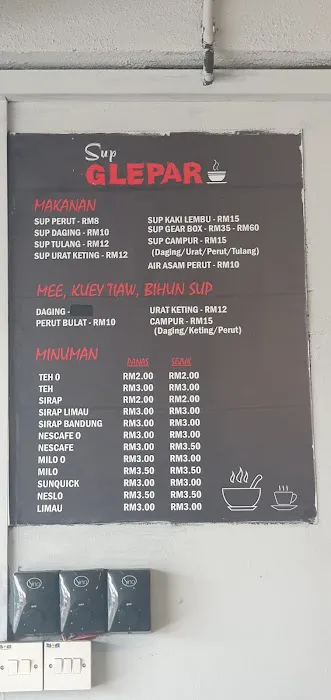 Sup
GLEPAR
MAKANAN
SUP PERUT - RM8
SUP DAGING - RM10
SUP TULANG - RM12
SUP URAT KETING - RM12
SUP KAKI LEMBU - RM15
SUP GEAR BOX - RM35 - RM60
SUP CAMPUR - RM15
(Daging/Urat/Perut/Tulang)
AIR ASAM PERUT - RM10
MEE, KUEY TIAW, BIHUN SUP
DAGING -
PERUT BULAT - RM10
URAT KETING - RM12
CAMPUR - RM15
(Daging/Keting/Perut)
MINUMAN PANAS SEJUK
TEH O RM2.00 RM2.00
TEH RM3.00 RM3.00
SIRAP RM2.00 RM2.00
SIRAP LIMAU RM3.00 RM3.00
SIRAP BANDUNG RM3.00 RM3.00
NESCAFE O RM3.00 RM3.00
NESCAFE RM3.00 RM3.50
MILO O RM3.00 RM3.00
MILO RM3.50 RM3.50
SUNQUICK RM3.00 RM3.00
NESLO RM3.50 RM3.50
LIMAU RM3.00 RM3.00